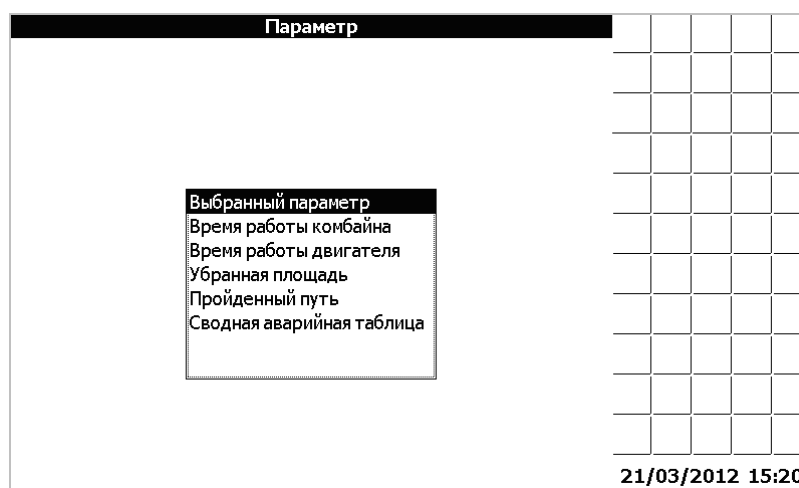 Параметр
Выбранный параметр
Время работы комбайна
Время работы двигателя
Убранная площадь
Пройденный путь
Сводная аварийная таблица
21/03/2012 15:20